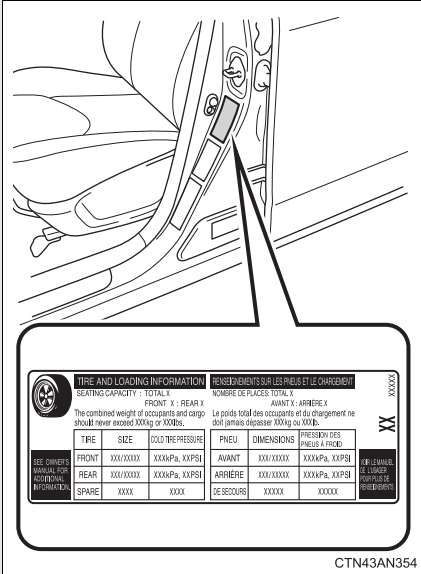 TIRE AND LOADING INFORMATION
SEATING CAPACITY : TOTAL X
FRONT X : REAR X
The combined weight of occupants and cargo
should never exceed XXXkg or XXXlbs.
TIRE SIZE COLD TIRE PRESSURE
FRONT XXX/XXXXX XXXkPa, XXPSI
REAR XXX/XXXXX XXXkPa, XXPSI
SPARE XXXX XXXX
SEE OWNER'S
MANUAL FOR
ADDITIONAL
INFORMATION.
RENSEIGNEMENTS SUR LES PNEUS ET LE CHARGEMENT
NOMBRE DE PLACES: TOTAL X
AVANT X : ARRIÈRE X
Le poids total des occupants et du chargement ne
doit jamais dépasser XXXkg ou XXXlb.
PNEU DIMENSIONS PRESSION DES
PNEUS À FROID
AVANT XXX/XXXXX XXXkPa, XXPSI
ARRIÈRE XXX/XXXXX XXXkPa, XXPSI
DE SECOURS XXXXX XXXXX
VOIR LE MANUEL
DE L'USAGER
POUR PLUS DE
RENSEIGNEMENTS
XXXXX
XX
CTN43AN354